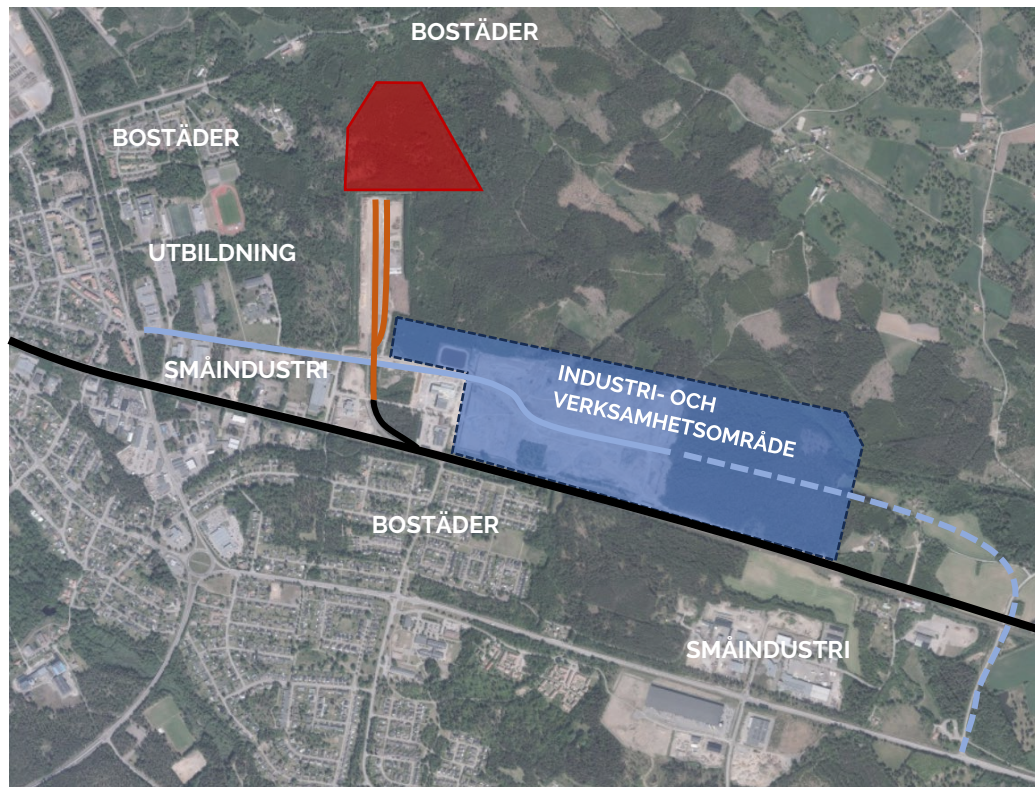 BOSTÄDER
BOSTÄDER
UTBILDNING
SMÅINDUSTRI
INDUSTRI- OCH
VERKSAMHETSOMRÅDE
BOSTÄDER
SMÅINDUSTRI